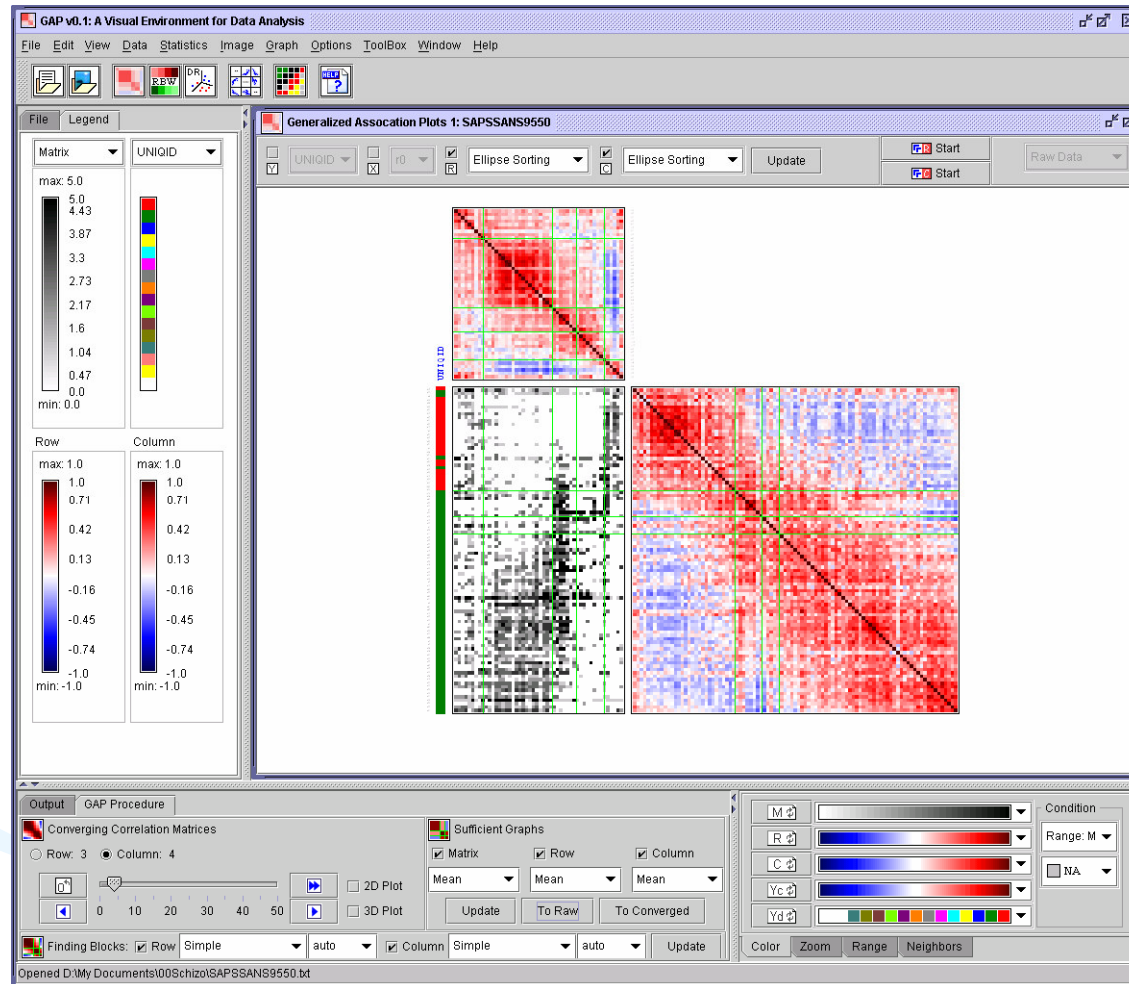 GAP v0.1: A Visual Environment for Data Analysis
File Edit View Data Statistics Image Graph Options ToolBox Window Help
RBW DR HELP ?
File Legend
Generalized Assocation Plots 1: SAPSSANS9550
Y UNIQID X r0 R Ellipse Sorting C Ellipse Sorting Update R Start C Start Raw Data
Matrix UNIQID
max: 5.0
5.0
4.43
3.87
3.3
2.73
2.17
1.6
1.04
0.47
0.0
min: 0.0
UNIQID
Row Column
max: 1.0 max: 1.0
1.0 1.0
0.71 0.71
0.42 0.42
0.13 0.13
-0.16 -0.16
-0.45 -0.45
-0.74 -0.74
-1.0 -1.0
min: -1.0 min: -1.0
Output GAP Procedure
Converging Correlation Matrices
Row: 3 Column: 4
0
0 10 20 30 40 50
2D Plot
3D Plot
Sufficient Graphs
Matrix Row Column
Mean Mean Mean
Update To Raw To Converged
Finding Blocks: Row Simple auto Column Simple auto Update
M
R
C
Yc
Yd
Condition
Range: M
NA
Color Zoom Range Neighbors
Opened D:\My Documents\00Schizo\SAPSSANS9550.txt